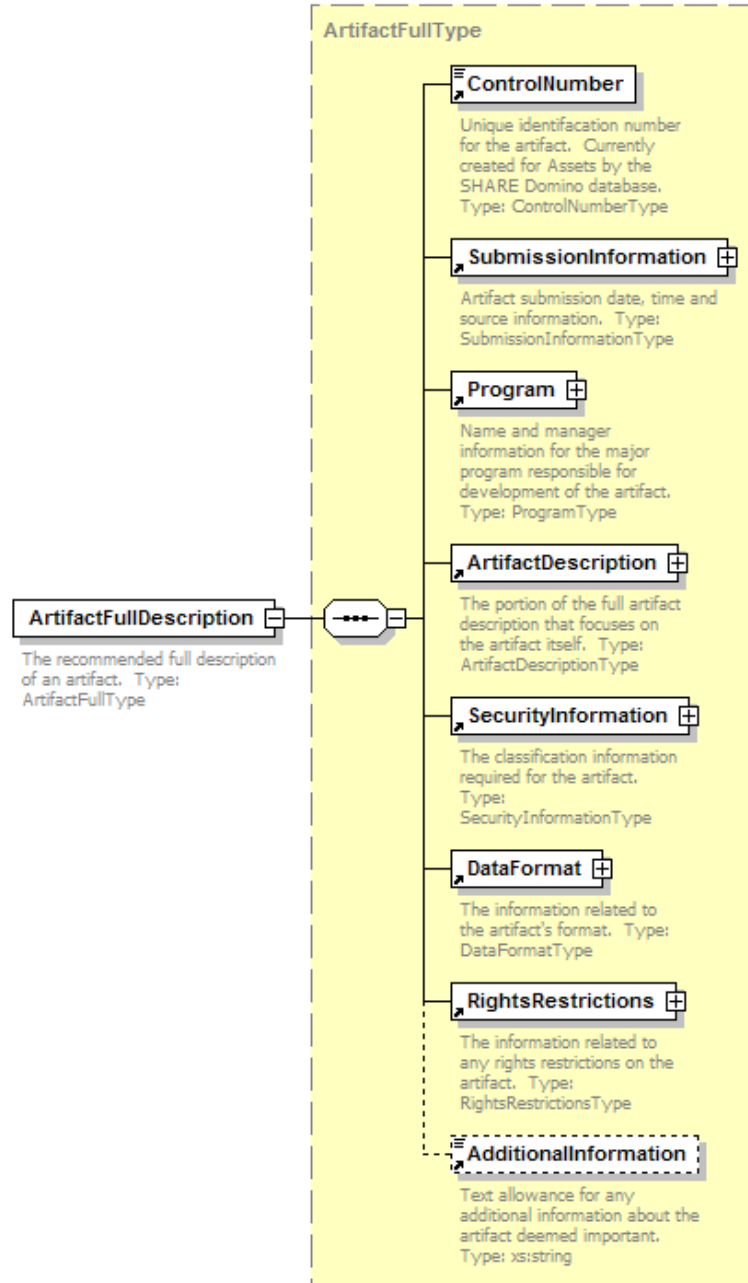 ArtifactFullType
ControlNumber
Unique identifacation number
for the artifact.  Currently
created for Assets by the
SHARE Domino database.
Type: ControlNumberType
SubmissionInformation
Artifact submission date, time and
source information.  Type:
SubmissionInformationType
Program
Name and manager
information for the major
program responsible for
development of the artifact.
Type: ProgramType
ArtifactDescription
The portion of the full artifact
description that focuses on
the artifact itself.  Type:
ArtifactDescriptionType
ArtifactFullDescription
The recommended full description
of an artifact.  Type:
ArtifactFullType
SecurityInformation
The classification information
required for the artifact.
Type:
SecurityInformationType
DataFormat
The information related to
the artifact's format.  Type:
DataFormatType
RightsRestrictions
The information related to
any rights restrictions on the
artifact.  Type:
RightsRestrictionsType
AdditionalInformation
Text allowance for any
additional information about the
artifact deemed important.
Type: xs:string